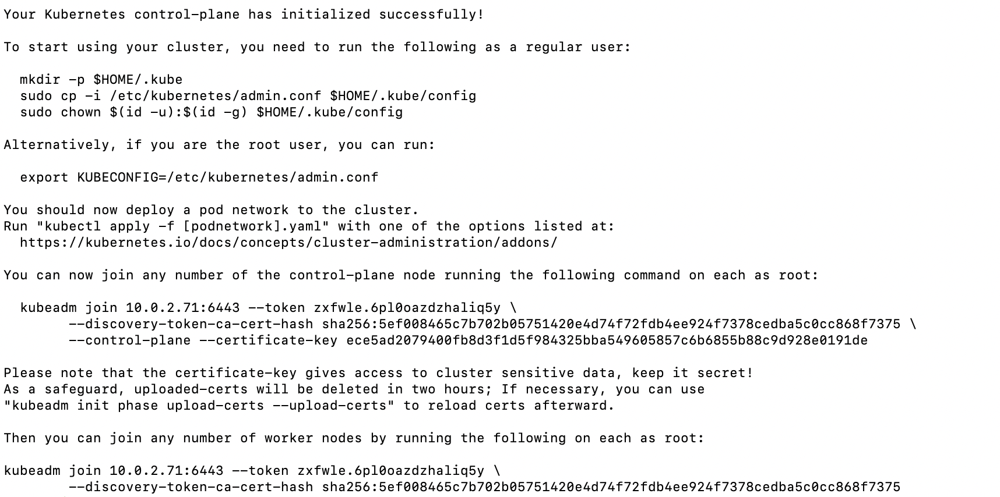 Your Kubernetes control-plane has initialized successfully!
To start using your cluster, you need to run the following as a regular user:
mkdir -p $HOME/.kube
sudo cp -i /etc/kubernetes/admin.conf $HOME/.kube/config
sudo chown $(id -u):$(id -g) $HOME/.kube/config
Alternatively, if you are the root user, you can run:
export KUBECONFIG=/etc/kubernetes/admin.conf
You should now deploy a pod network to the cluster.
Run "kubectl apply -f [podnetwork].yaml" with one of the options listed at:
https://kubernetes.io/docs/concepts/cluster-administration/addons/
You can now join any number of the control-plane node running the following command on each as root:
kubeadm join 10.0.2.71:6443 --token zxfwle.6pl0oazdzhaliq5y \
--discovery-token-ca-cert-hash sha256:5ef008465c7b702b05751420e4d74f72fdb4ee924f7378cedba5c0cc868f7375 \
--control-plane --certificate-key ece5ad2079400fb8d3f1d5f984325bba549605857c6b6855b88c9d928e0191de
Please note that the certificate-key gives access to cluster sensitive data, keep it secret!
As a safeguard, uploaded-certs will be deleted in two hours; If necessary, you can use
"kubeadm init phase upload-certs --upload-certs" to reload certs afterward.
Then you can join any number of worker nodes by running the following on each as root:
kubeadm join 10.0.2.71:6443 --token zxfwle.6pl0oazdzhaliq5y \
--discovery-token-ca-cert-hash sha256:5ef008465c7b702b05751420e4d74f72fdb4ee924f7378cedba5c0cc868f7375